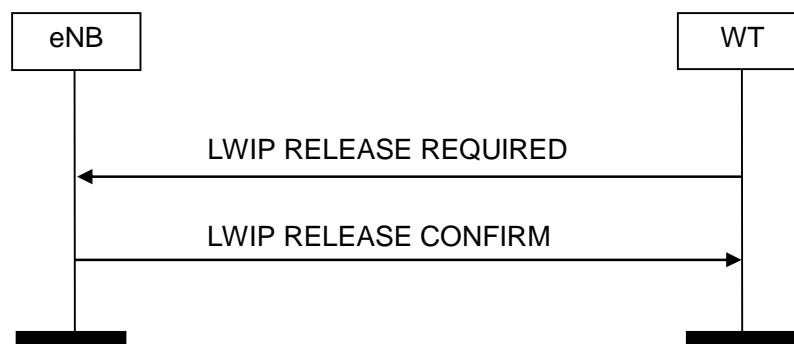 eNB
WT
LWIP RELEASE REQUIRED
LWIP RELEASE CONFIRM